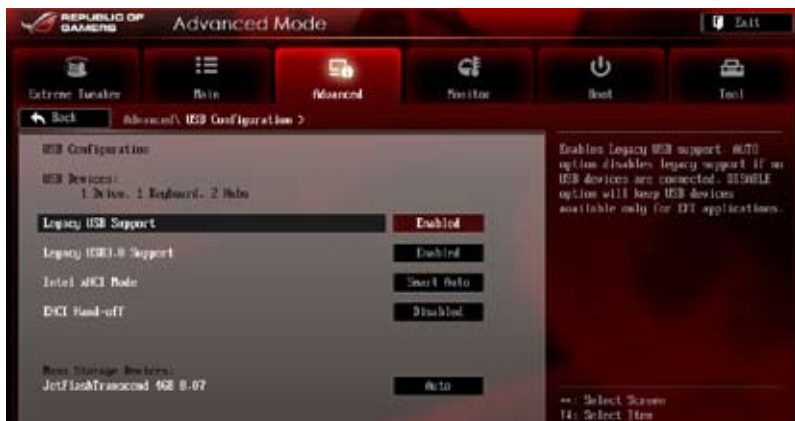 REPUBLIC OF
GAMERS
Advanced Mode
Exit
Extreme Tweaker
Main
Advanced
Monitor
Boot
Tool
Back
Advanced\ USB Configuration >
USB Configuration
USB Devices:
1 Drive, 1 Keyboard, 2 Hubs
Legacy USB Support
Enabled
Legacy USB3.0 Support
Enabled
Intel xHCI Mode
Smart Auto
EHCI Hand-off
Disabled
Mass Storage Devices:
JetFlashTranscend 4GB 8.07
Auto
Enables Legacy USB support. AUTO
option disables legacy support if no
USB devices are connected. DISABLE
option will keep USB devices
available only for EFI applications.
: Select Screen
: Select Item